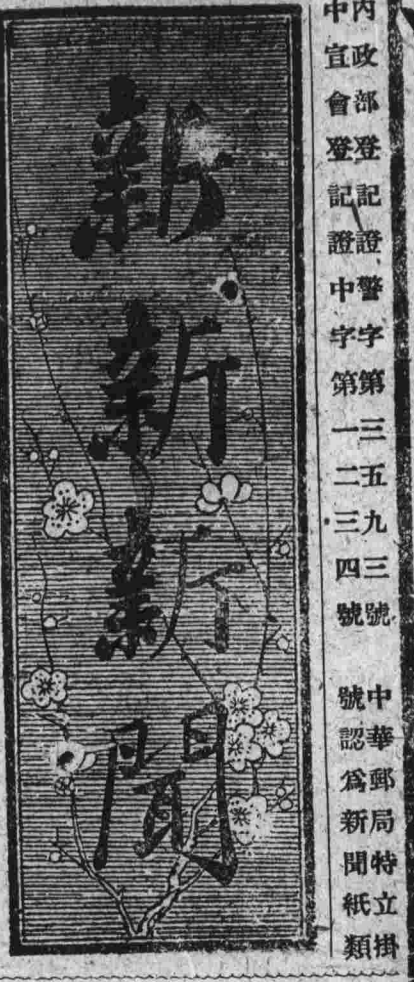 內政部登記證警字第三五九三號 中華郵局特立掛
中宣會登記證中字第一二三四號 號認爲新聞紙類
新新新聞